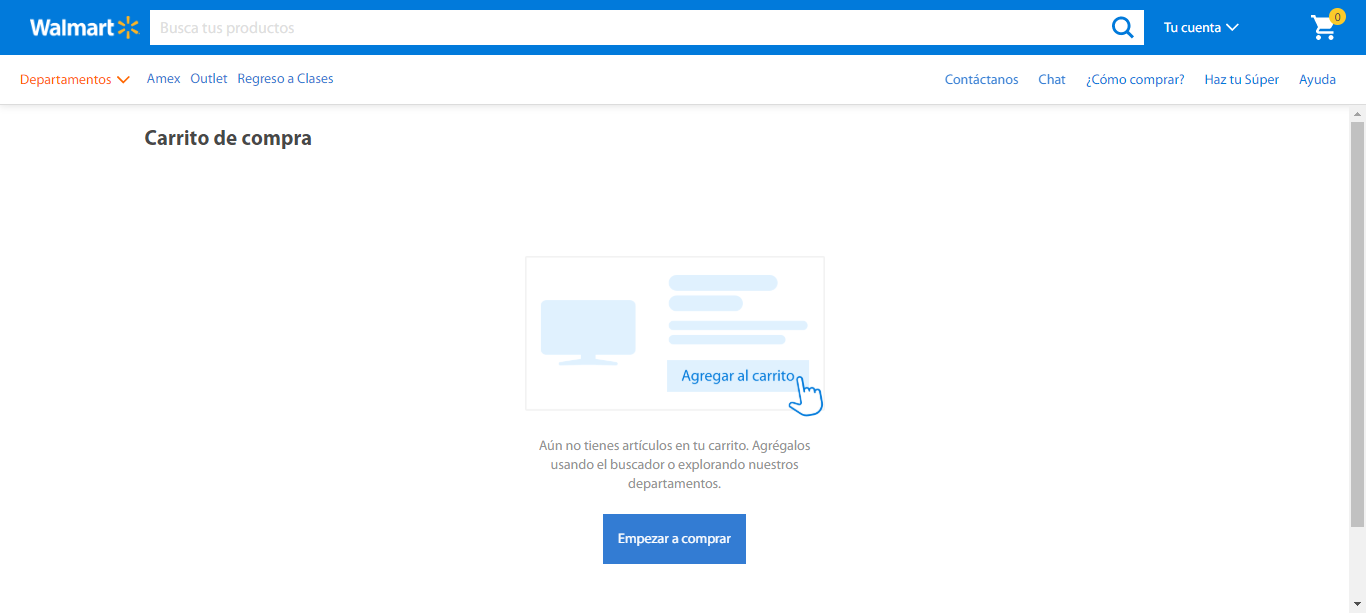 Walmart
Busca tus productos
Tu cuenta
0
Departamentos
Amex
Outlet
Regreso a Clases
Contáctanos
Chat
¿Cómo comprar?
Haz tu Súper
Ayuda
Carrito de compra
Agregar al carrito
Aún no tienes artículos en tu carrito. Agrégalos
usando el buscador o explorando nuestros
departamentos.
Empezar a comprar